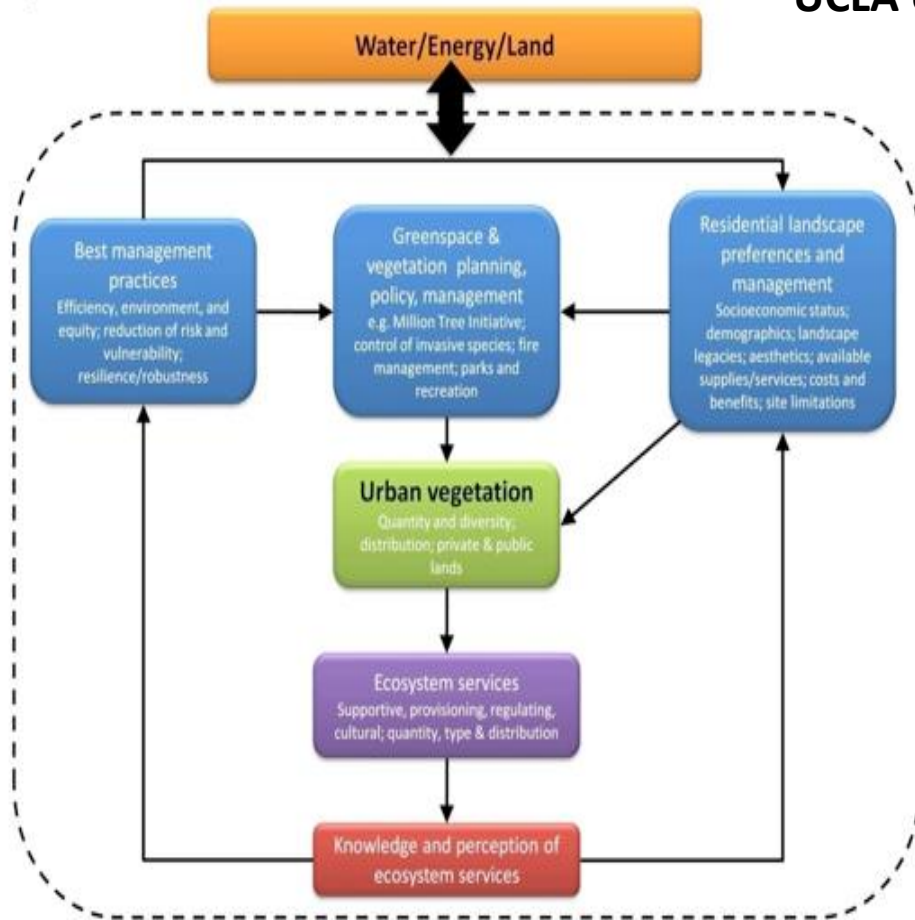 UCLA
Water/Energy/Land
Best management
practices
Efficiency, environment, and
equity; reduction of risk and
vulnerability;
resilience/robustness
Greenspace &
vegetation planning,
policy, management
e.g. Million Tree Initiative;
control of invasive species; fire
management; parks and
recreation
Residential landscape
preferences and
management
Socioeconomic status;
demographics; landscape
legacies; aesthetics; available
supplies/services; costs and
benefits; site limitations
Urban vegetation
Quantity and diversity;
distribution; private & public
lands
Ecosystem services
Supportive, provisioning, regulating,
cultural; quantity, type & distribution
Knowledge and perception of
ecosystem services